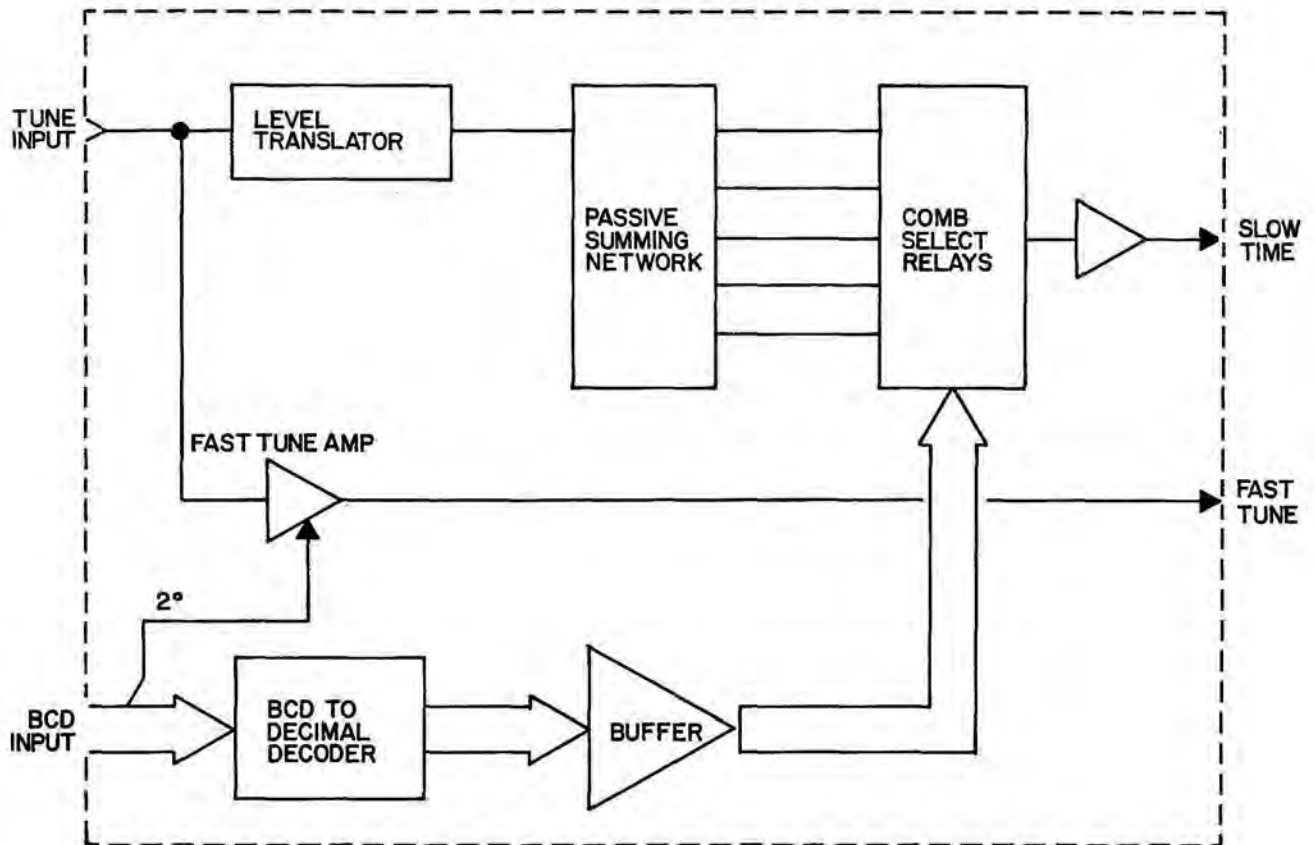 TUNE
INPUT
LEVEL
TRANSLATOR
PASSIVE
SUMMING
NETWORK
COMB
SELECT
RELAYS
SLOW
TIME
FAST TUNE AMP
FAST
TUNE
2°
BCD
INPUT
BCD TO
DECIMAL
DECODER
BUFFER